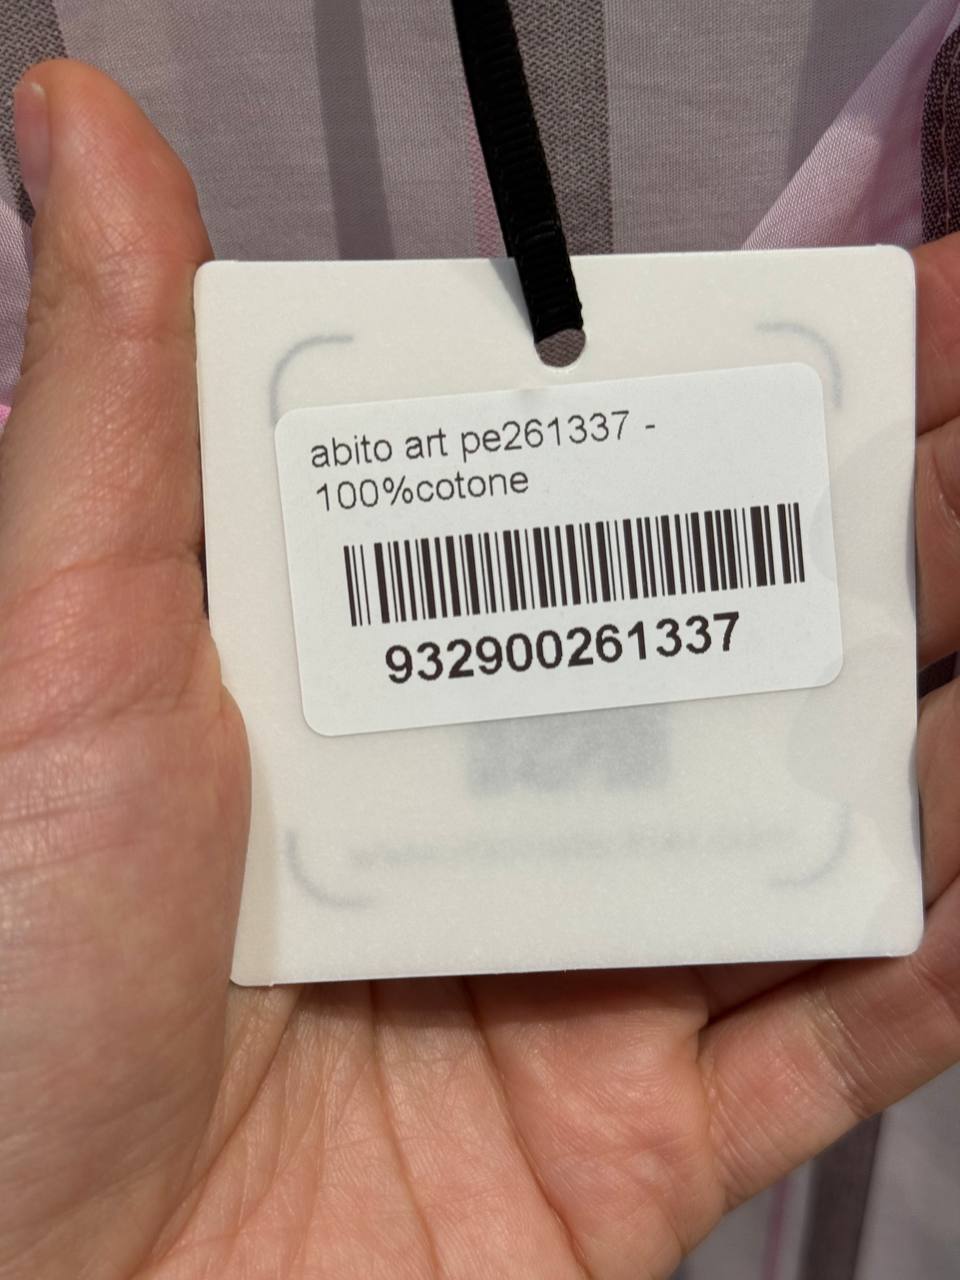 abito art pe261337 -
100%cotone
932900261337